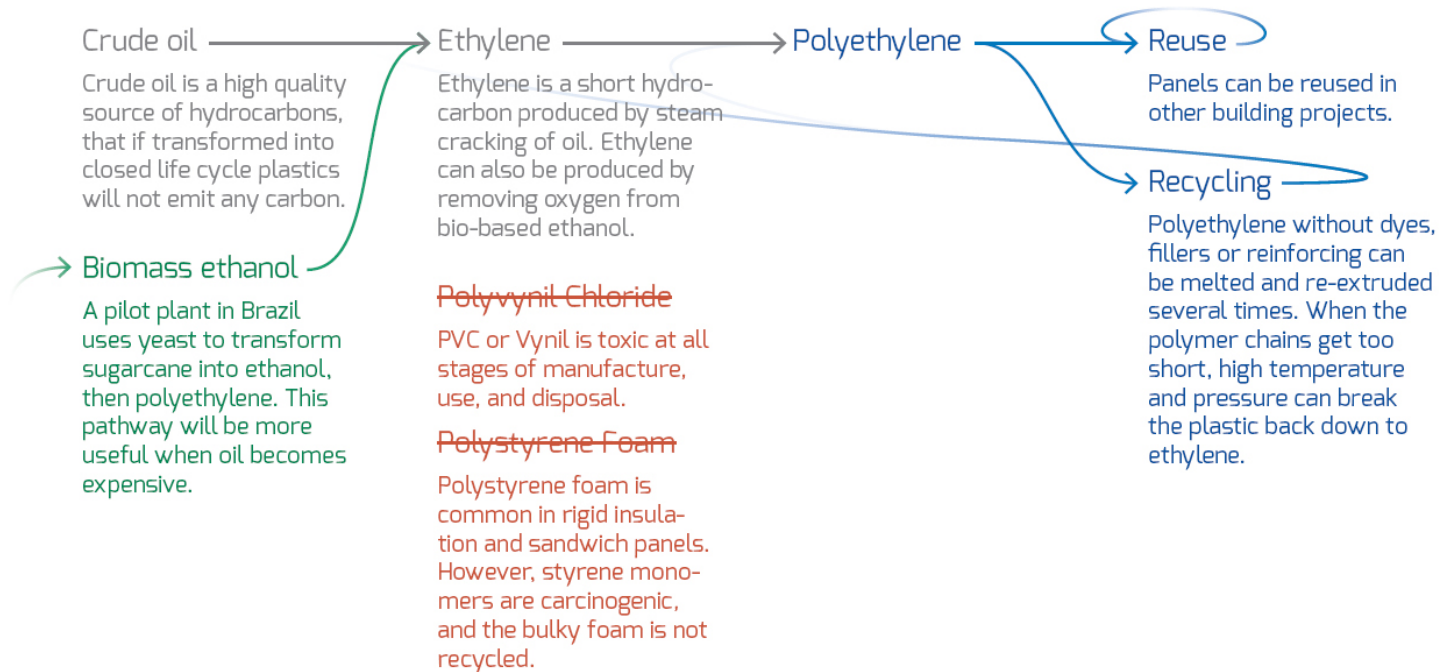 Crude oil
Crude oil is a high quality
source of hydrocarbons,
that if transformed into
closed life cycle plastics
will not emit any carbon.
Biomass ethanol
A pilot plant in Brazil
uses yeast to transform
sugarcane into ethanol,
then polyethylene. This
pathway will be more
useful when oil becomes
expensive.
Ethylene
Ethylene is a short hydro-
carbon produced by steam
cracking of oil. Ethylene
can also be produced by
removing oxygen from
bio-based ethanol.
Polyvynil Chloride
PVC or Vynil is toxic at all
stages of manufacture,
use, and disposal.
Polystyrene Foam
Polystyrene foam is
common in rigid insula-
tion and sandwich panels.
However, styrene mono-
mers are carcinogenic,
and the bulky foam is not
recycled.
Polyethylene
Reuse
Panels can be reused in
other building projects.
Recycling
Polyethylene without dyes,
fillers or reinforcing can
be melted and re-extruded
several times. When the
polymer chains get too
short, high temperature
and pressure can break
the plastic back down to
ethylene.